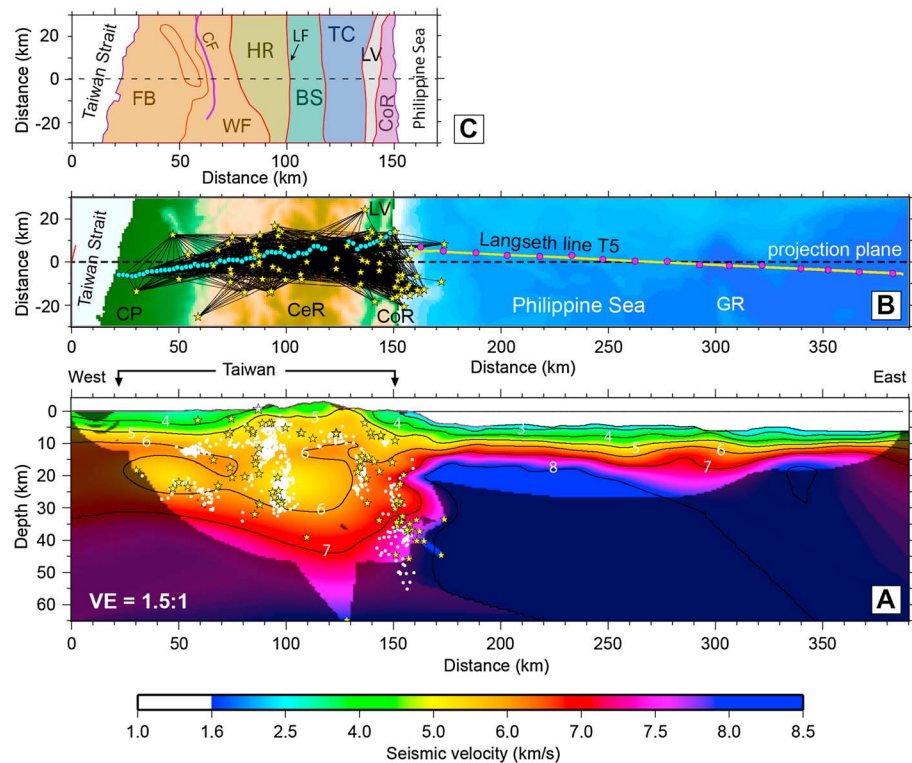 20
0
-20
Distance (km)
Taiwan Strait
FB
CF
WF
HR
LF
BS
TC
LV
CoR
Philippine Sea
C
0 50 100 150
Distance (km)
20
0
-20
Distance (km)
Taiwan Strait
CP
CeR
LV
CoR
Langseth line T5
projection plane
Philippine Sea
GR
B
0 50 100 150 200 250 300 350
Distance (km)
West
Taiwan
East
0
10
20
30
40
50
60
Depth (km)
4
5
6
5
6
6
7
4
3
8
4
5
7
3
6
VE = 1.5:1
A
0 50 100 150 200 250 300 350
Distance (km)
1.0 1.6 2.5 4.0 5.0 6.0 7.0 7.5 8.0 8.5
Seismic velocity (km/s)